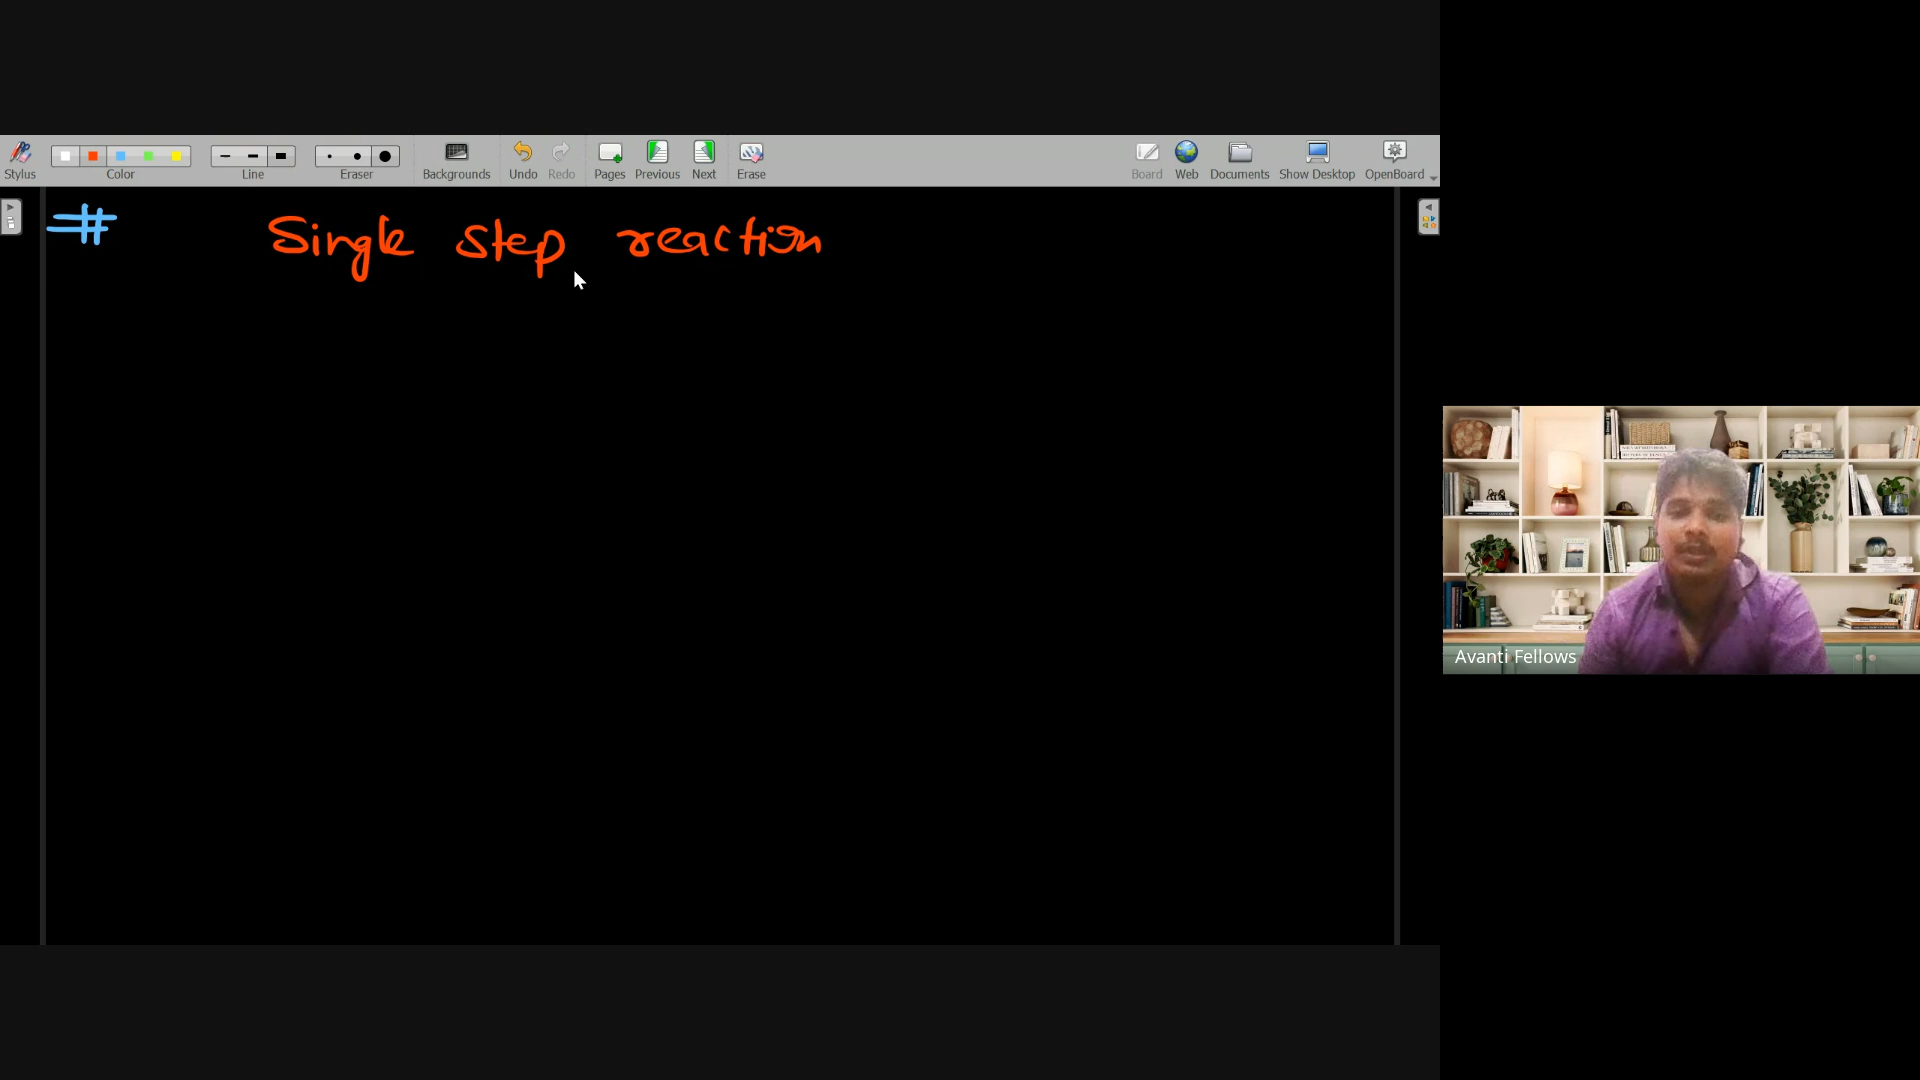 Stylus Color Line Eraser Backgrounds Undo Redo Pages Previous Next Erase Board Web Documents Show Desktop OpenBoard
# Single step reaction
Avanti Fellows